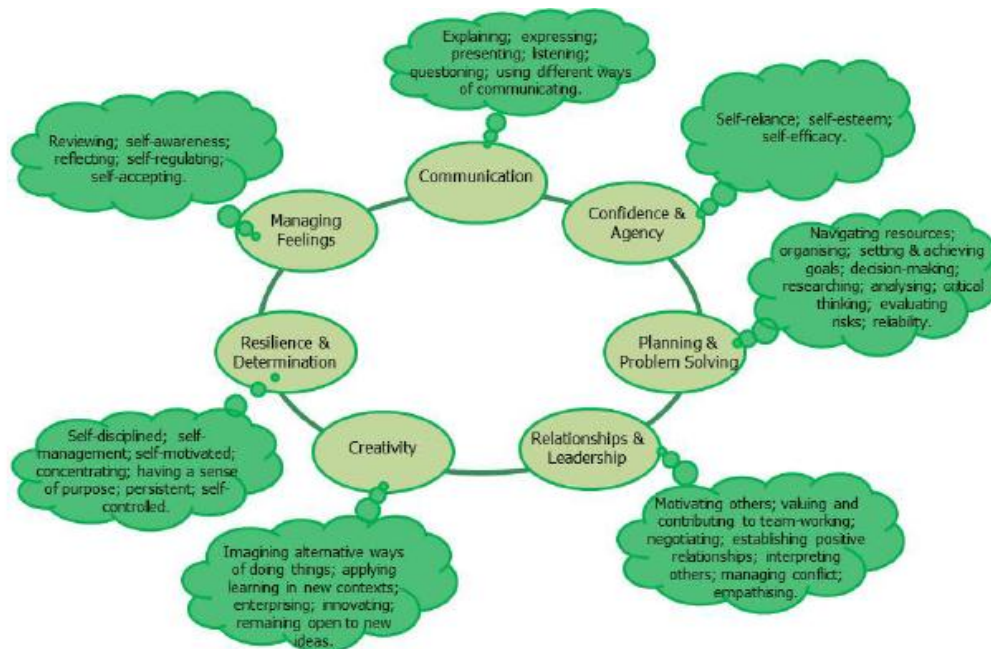 Explaining; expressing;
presenting; listening;
questioning; using different ways
of communicating.
Communication
Self-reliance; self-esteem;
self-efficacy.
Confidence &
Agency
Navigating resources;
organising; setting & achieving
goals; decision-making;
researching; analysing; critical
thinking; evaluating
risks; reliability.
Planning &
Problem Solving
Motivating others; valuing and
contributing to team-working;
negotiating; establishing positive
relationships; interpreting
others; managing conflict;
empathising.
Relationships &
Leadership
Imagining alternative ways
of doing things; applying
learning in new contexts;
enterprising; innovating;
remaining open to new
ideas.
Creativity
Self-disciplined; self-
management; self-motivated;
concentrating; having a sense
of purpose; persistent; self-
controlled.
Resilience &
Determination
Reviewing; self-awareness;
reflecting; self-regulating;
self-accepting.
Managing
Feelings